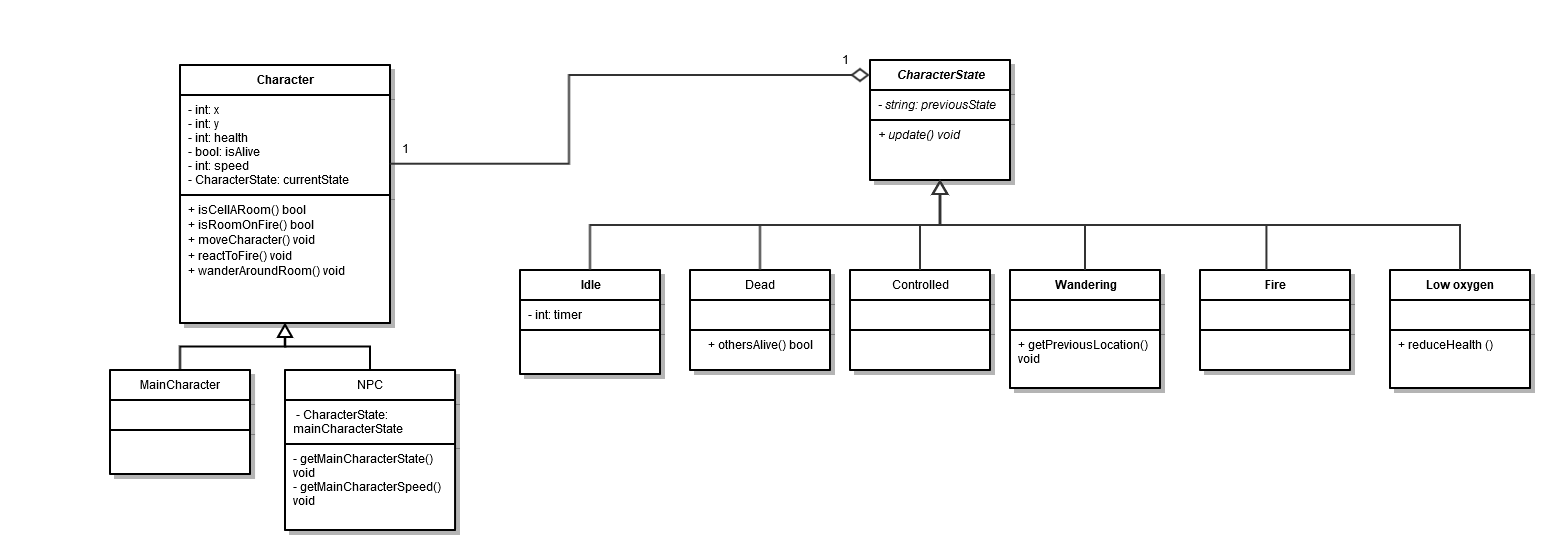 Character
- int: x
- int: y
- int: health
- bool: isAlive
- int: speed
- CharacterState: currentState
+ isCellARoom() bool
+ isRoomOnFire() bool
+ moveCharacter() void
+ reactToFire() void
+ wanderAroundRoom() void
1
1
CharacterState
- string: previousState
+ update() void
MainCharacter
NPC
- CharacterState:
mainCharacterState
- getMainCharacterState()
void
- getMainCharacterSpeed()
void
Idle
- int: timer
Dead
+ othersAlive() bool
Controlled
Wandering
+ getPreviousLocation()
void
Fire
Low oxygen
+ reduceHealth ()